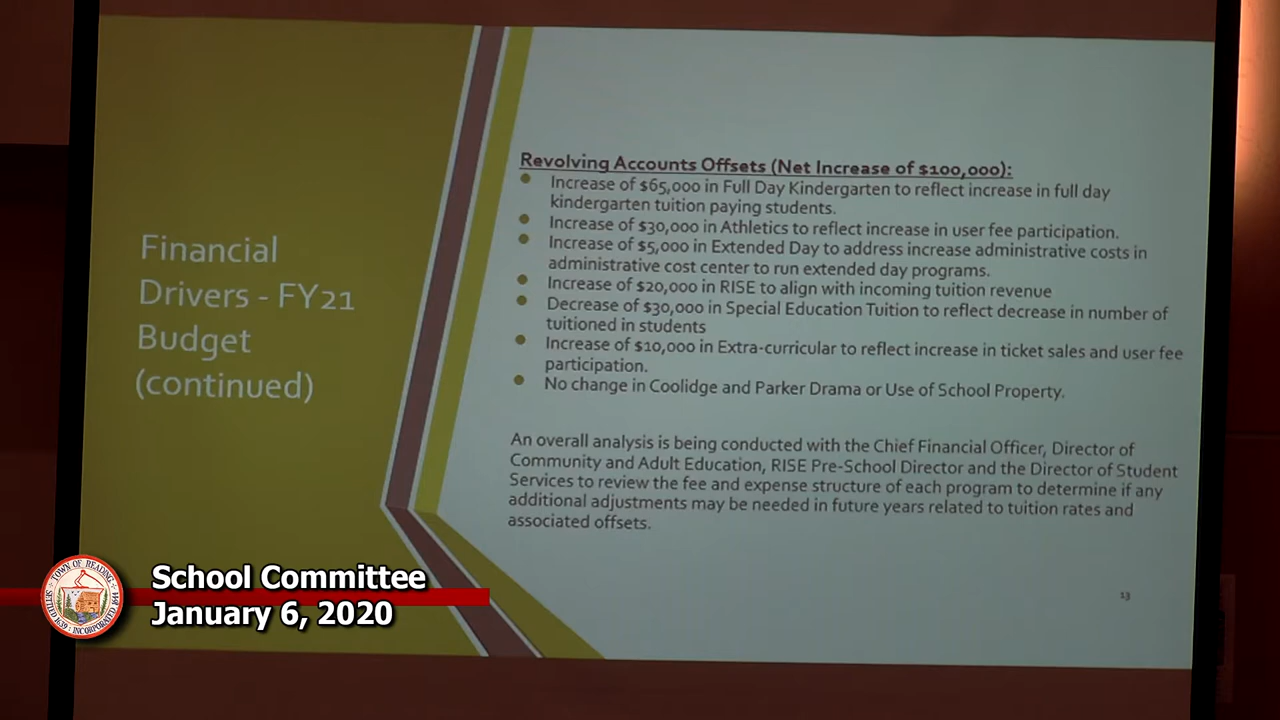 Financial
Drivers - FY21
Budget
(continued)
Revolving Accounts Offsets (Net Increase of $100,000):
Increase of $65,000 in Full Day Kindergarten to reflect increase in full day
kindergarten tuition paying students.
Increase of $30,000 in Athletics to reflect increase in user fee participation.
Increase of $5,000 in Extended Day to address increase administrative costs in
administrative cost center to run extended day programs.
Increase of $20,000 in RISE to align with incoming tuition revenue
Decrease of $30,000 in Special Education Tuition to reflect decrease in number of
tuitioned in students
Increase of $10,000 in Extra-curricular to reflect increase in ticket sales and user fee
participation.
No change in Coolidge and Parker Drama or Use of School Property.
An overall analysis is being conducted with the Chief Financial Officer, Director of
Community and Adult Education, RISE Pre-School Director and the Director of Student
Services to review the fee and expense structure of each program to determine if any
additional adjustments may be needed in future years related to tuition rates and
associated offsets.
13
TOWN OF READING
SETTLED 1639 INCORPORATED 1644
School Committee
January 6, 2020